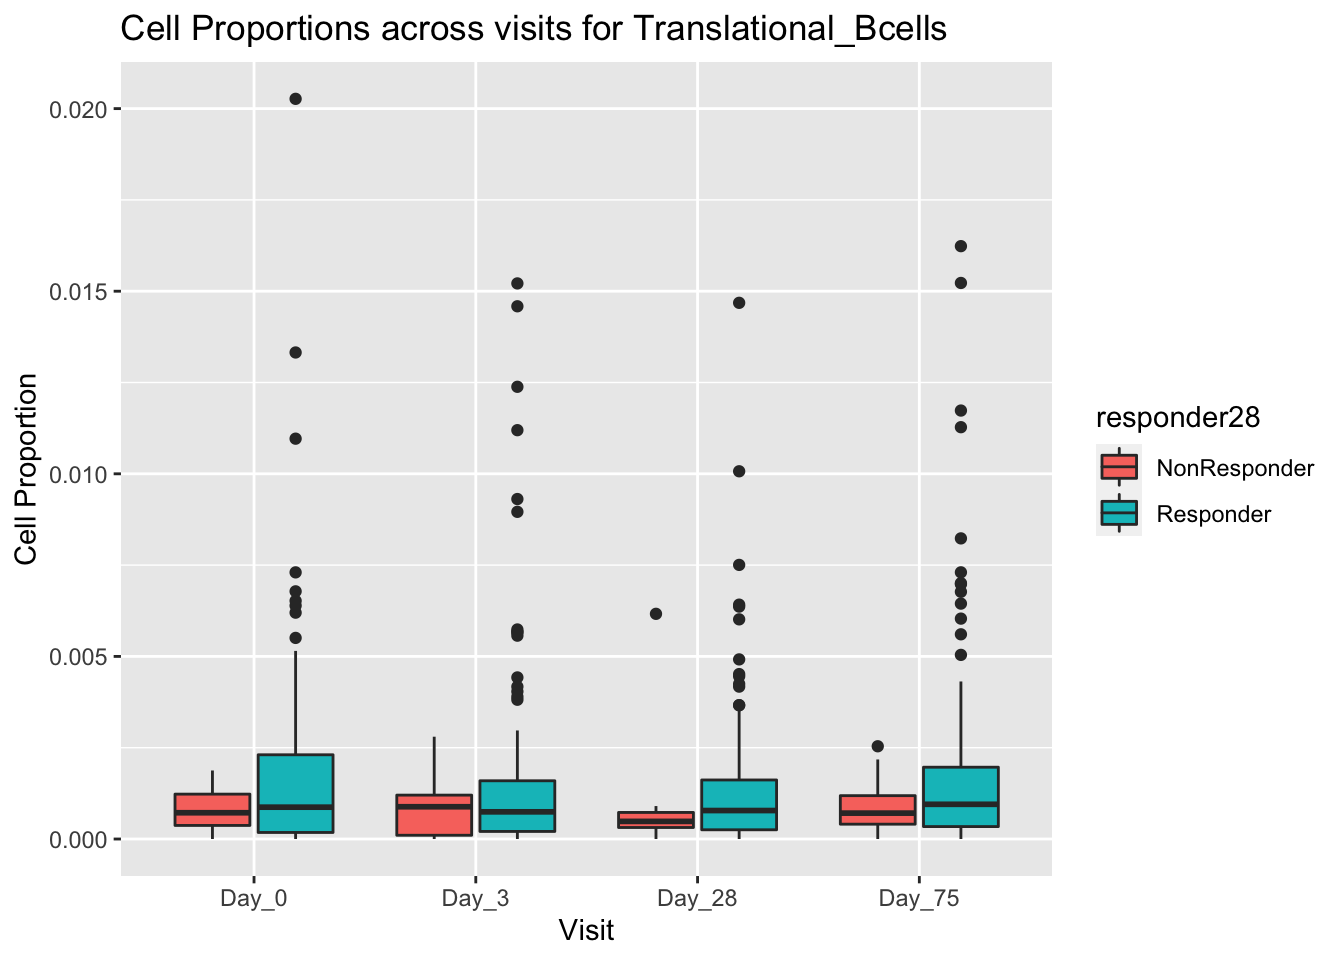 Cell Proportions across visits for Translational_Bcells
Cell Proportion
0.020
0.015
0.010
0.005
0.000
Day_0
Day_3
Day_28
Day_75
Visit
responder28
NonResponder
Responder